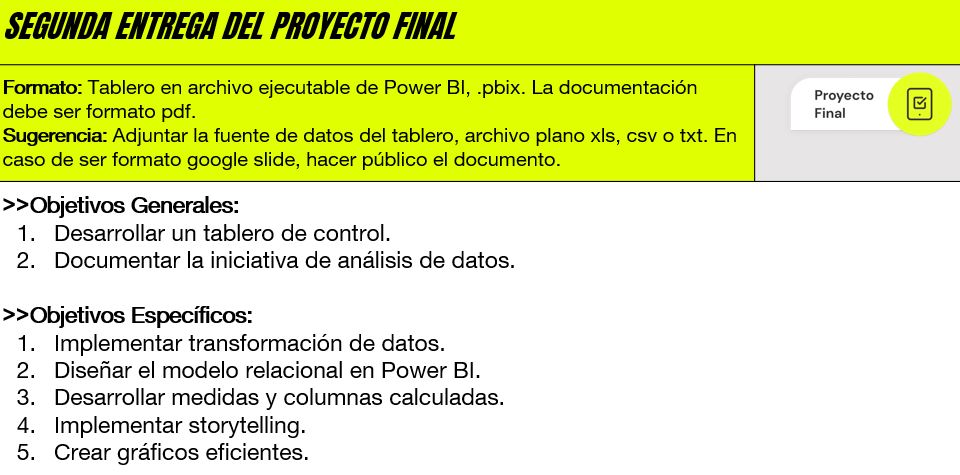 SEGUNDA ENTREGA DEL PROYECTO FINAL
Formato: Tablero en archivo ejecutable de Power BI, .pbix. La documentación
debe ser formato pdf.
Sugerencia: Adjuntar la fuente de datos del tablero, archivo plano xls, csv o txt. En
caso de ser formato google slide, hacer público el documento.
Proyecto
Final
>>Objetivos Generales:
1. Desarrollar un tablero de control.
2. Documentar la iniciativa de análisis de datos.
>>Objetivos Específicos:
1. Implementar transformación de datos.
2. Diseñar el modelo relacional en Power BI.
3. Desarrollar medidas y columnas calculadas.
4. Implementar storytelling.
5. Crear gráficos eficientes.